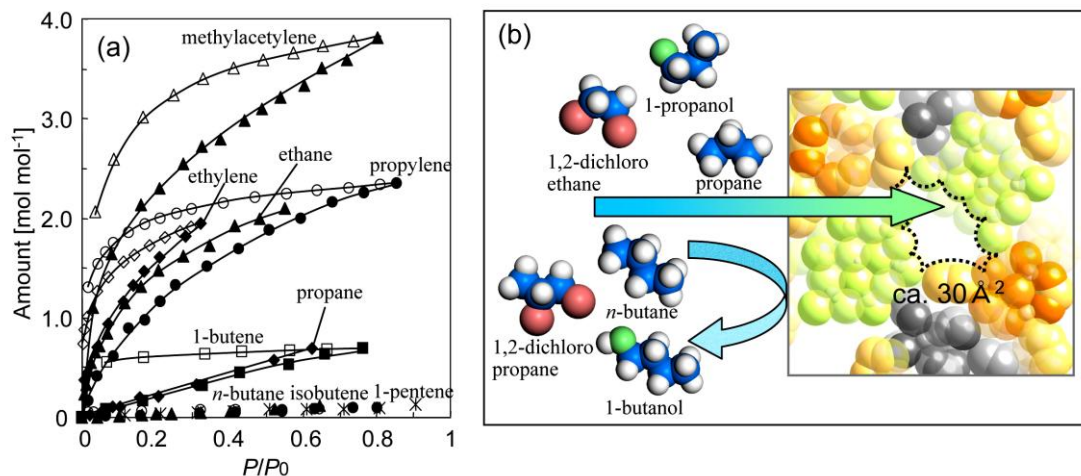 (a)
Amount [mol mol-1]
4.0
3.0
2.0
1.0
0
methylacetylene
ethane
ethylene
propylene
propane
1-butene
n-butane isobutene 1-pentene
0 0.2 0.4 0.6 0.8 1
P/P0
(b)
1-propanol
1,2-dichloro
ethane
propane
n-butane
1,2-dichloro
propane
1-butanol
ca. 30 Å2